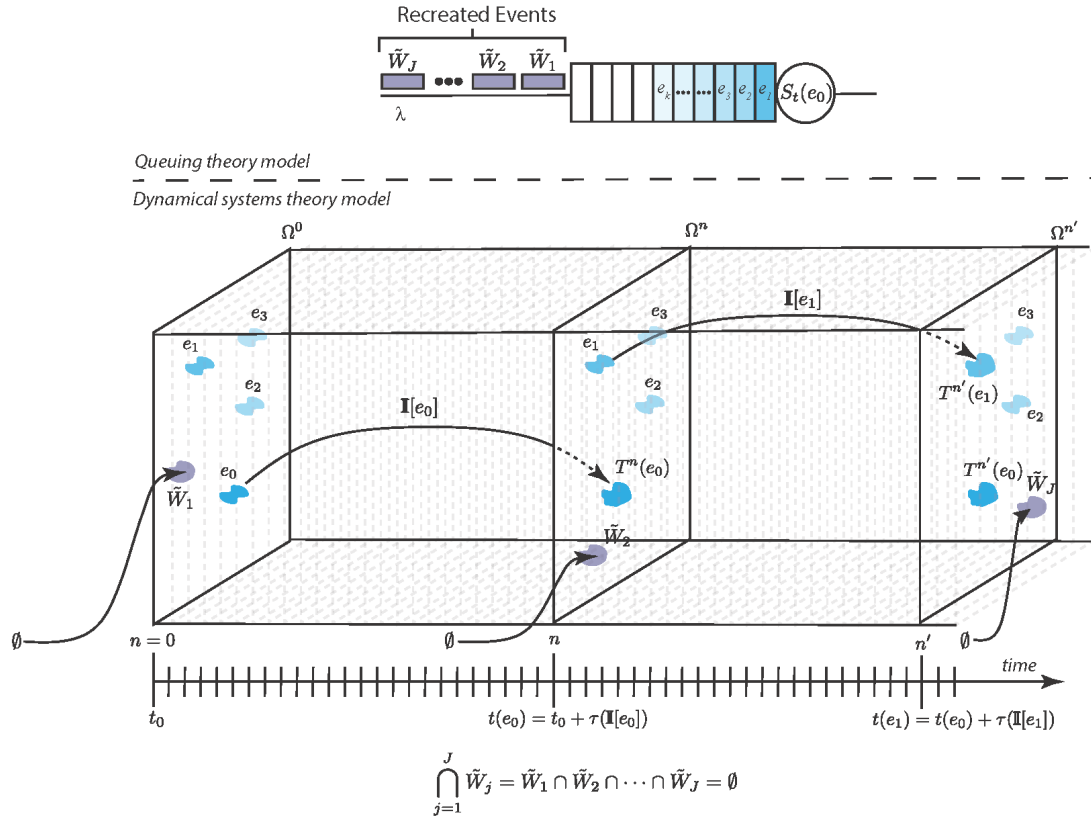 Recreated Events
W̃_J ••• W̃_2 W̃_1
e_k ••• ••• e_3 e_2 e_1 S_t(e_0)
λ
Queuing theory model
Dynamical systems theory model
Ω^0 Ω^n Ω^{n'}
e_3 e_3 𝐈[e_1] e_3
e_1 e_1
e_2 e_2 T^{n'}(e_1) e_2
𝐈[e_0]
e_0 T^n(e_0) T^{n'}(e_0) W̃_J
W̃_1
W̃_2
∅ n = 0 ∅ n n' ∅
time
t_0 t(e_0) = t_0 + τ(𝐈[e_0]) t(e_1) = t(e_0) + τ(𝐈[e_1])
⋂_{j=1}^{J} W̃_j = W̃_1 ∩ W̃_2 ∩ ⋯ ∩ W̃_J = ∅